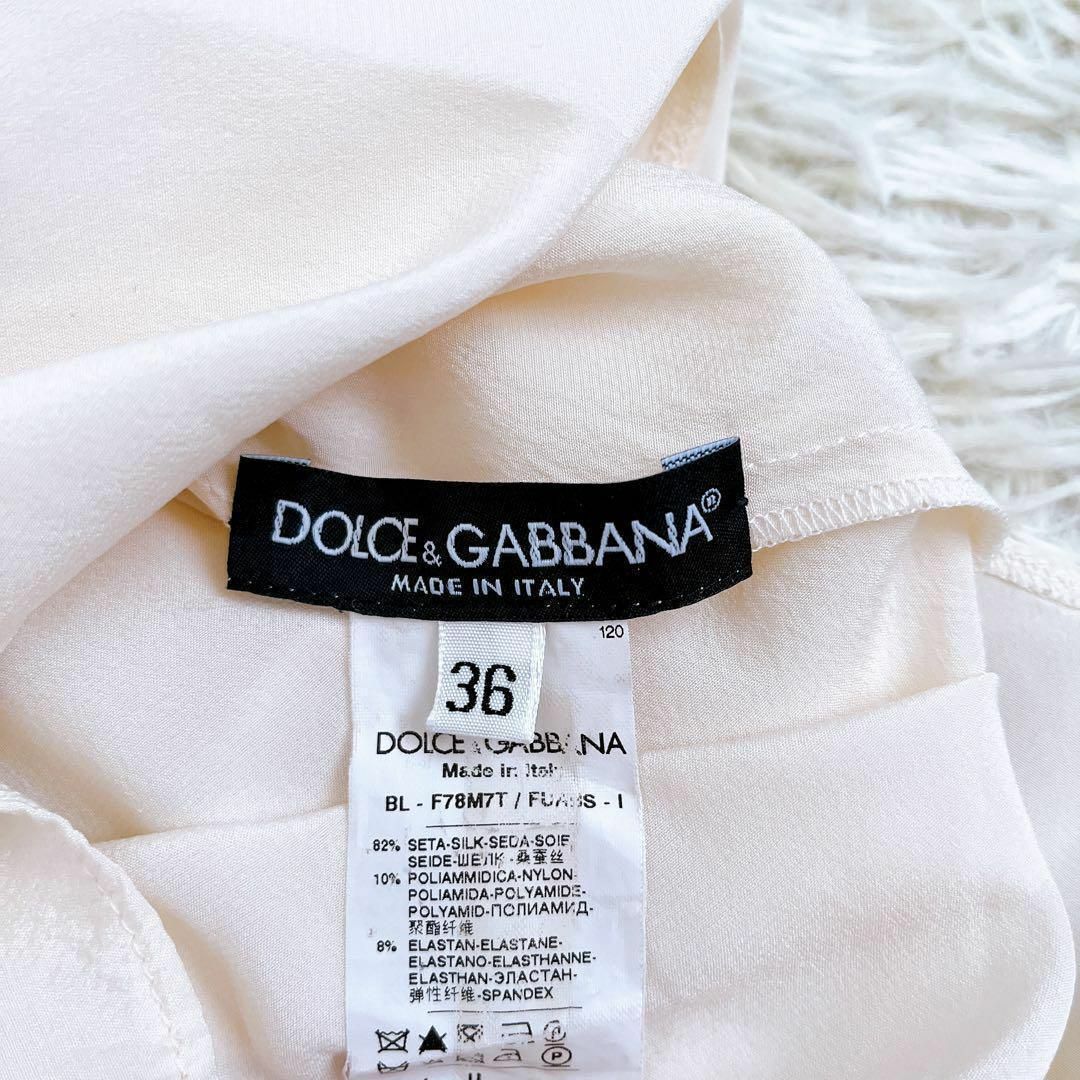 DOLCE & GABBANA®
MADE IN ITALY
120
36
DOLCE & GABBANA
Made in Italy
BL - F78M7T / - I
82% SETA-SILK-SEDA-SOIE
SEIDE-ШЕЛК-桑蚕丝
10% POLIAMMIDICA-NYLON-
POLIAMIDA-POLYAMIDE-
POLYAMID-ПОЛИАМИД-
聚酯纤维
8% ELASTAN-ELASTANE-
ELASTANO-ELASTHANNE-
ELASTHAN-ЭЛАСТАН-
弹性纤维-SPANDEX
P